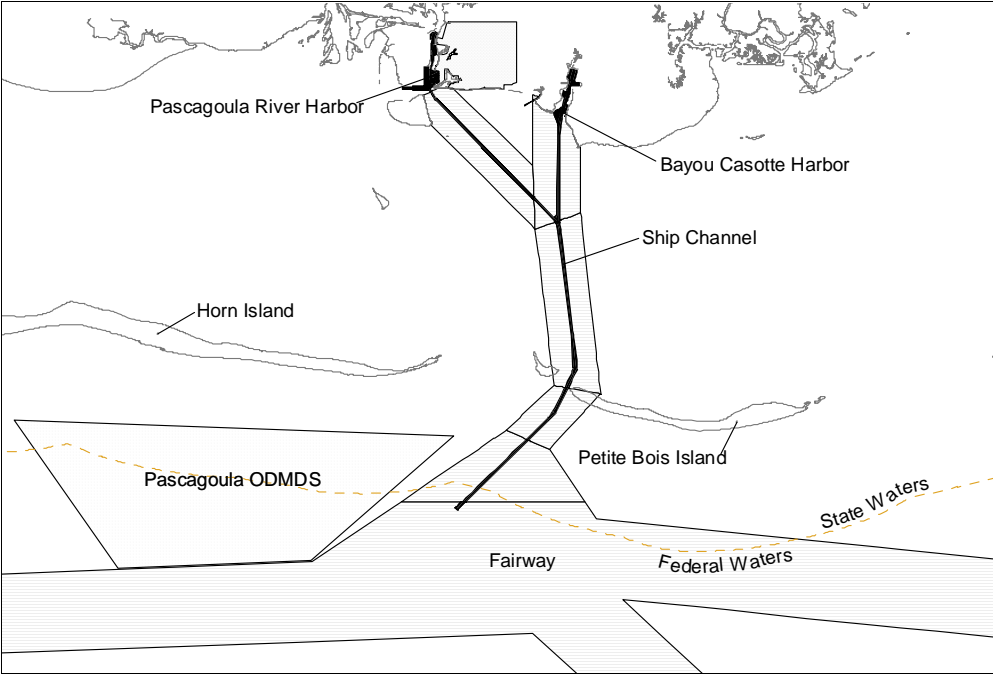 Pascagoula River Harbor
Bayou Casotte Harbor
Ship Channel
Horn Island
Petite Bois Island
Pascagoula ODMDS
State Waters
Fairway
Federal Waters